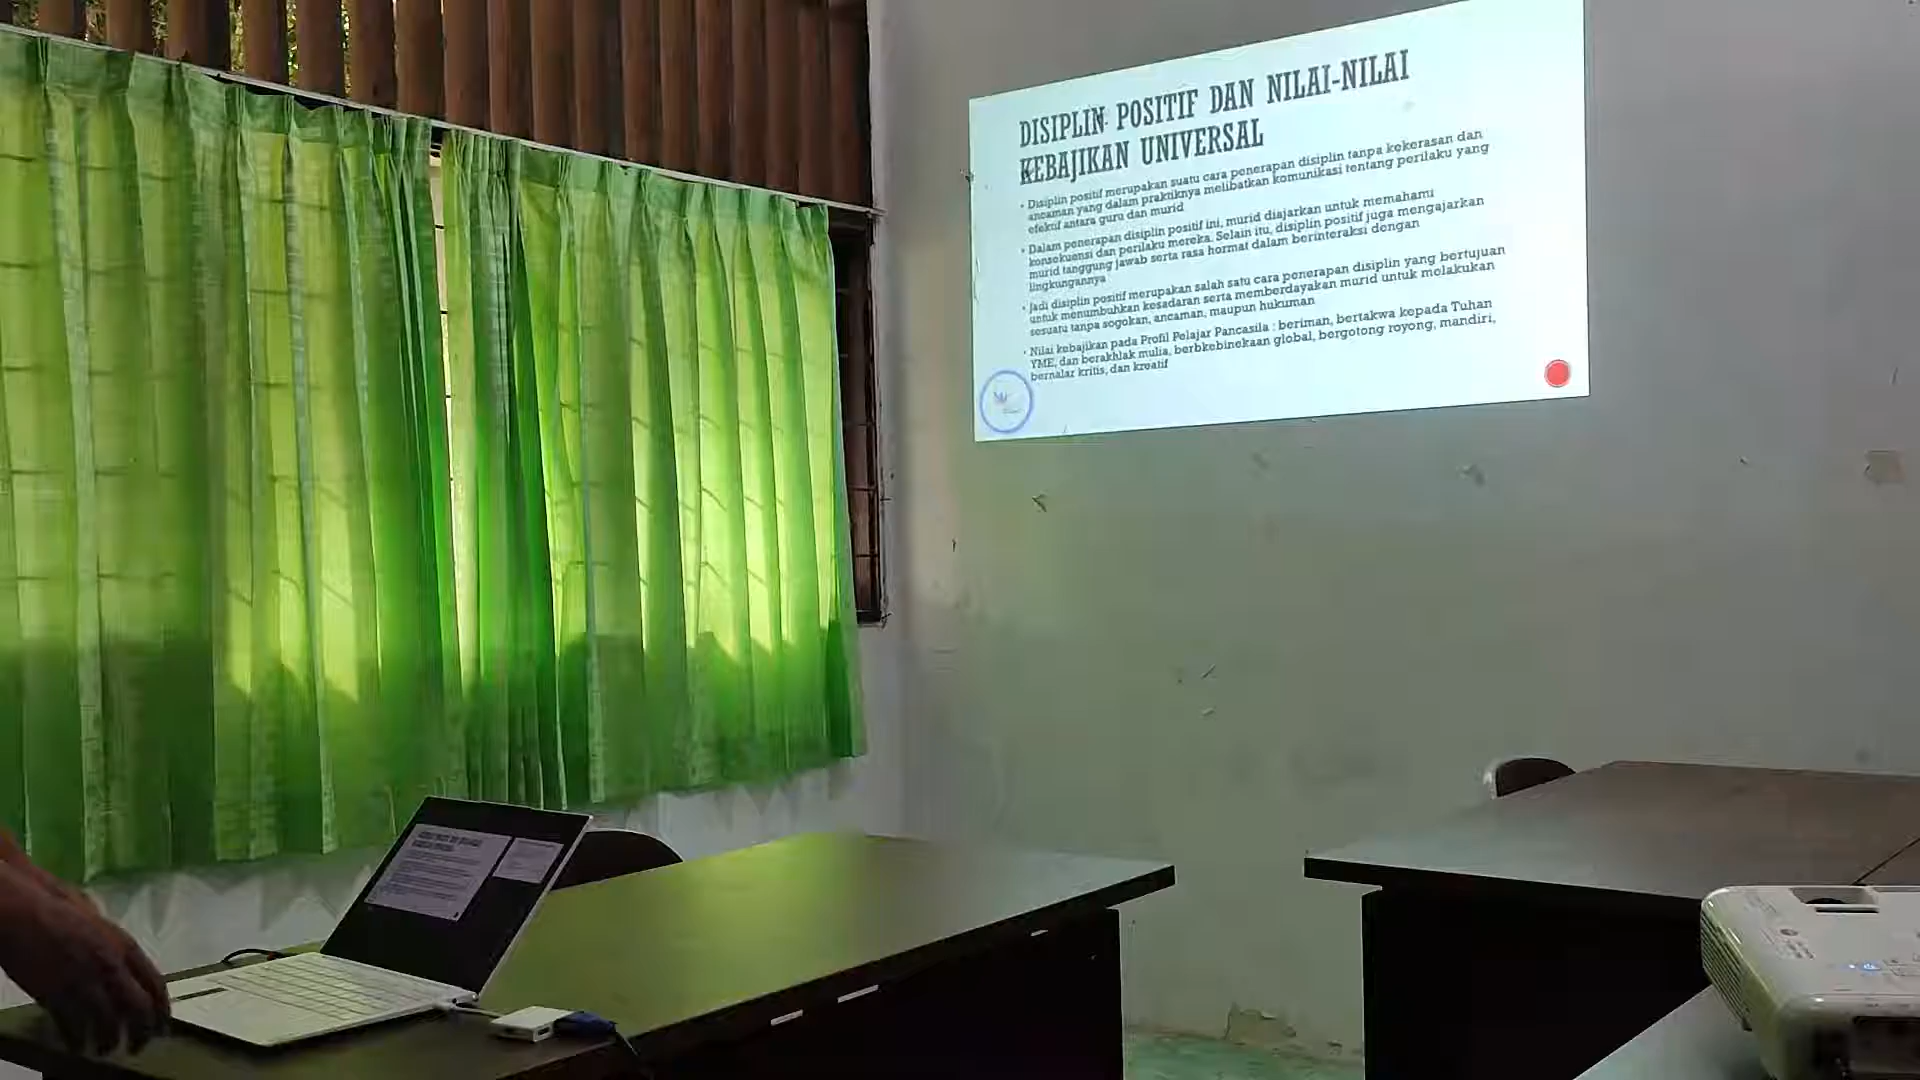 DISIPLIN POSITIF DAN NILAI-NILAI
KEBAJIKAN UNIVERSAL
• Disiplin positif merupakan suatu cara penerapan disiplin tanpa kekerasan dan
ancaman yang dalam praktiknya melibatkan komunikasi tentang perilaku yang
efektif antara guru dan murid
• Dalam penerapan disiplin positif ini, murid diajarkan untuk memahami
konsekuensi dan perilaku mereka. Selain itu, disiplin positif juga mengajarkan
murid tanggung jawab serta rasa hormat dalam berinteraksi dengan
lingkungannya
• Jadi disiplin positif merupakan salah satu cara penerapan disiplin yang bertujuan
untuk menumbuhkan kesadaran serta memberdayakan murid untuk melakukan
sesuatu tanpa sogokan, ancaman, maupun hukuman
• Nilai kebajikan pada Profil Pelajar Pancasila : beriman, bertakwa kepada Tuhan
YME, dan berakhlak mulia, berbkebinekaan global, bergotong royong, mandiri,
bernalar kritis, dan kreatif